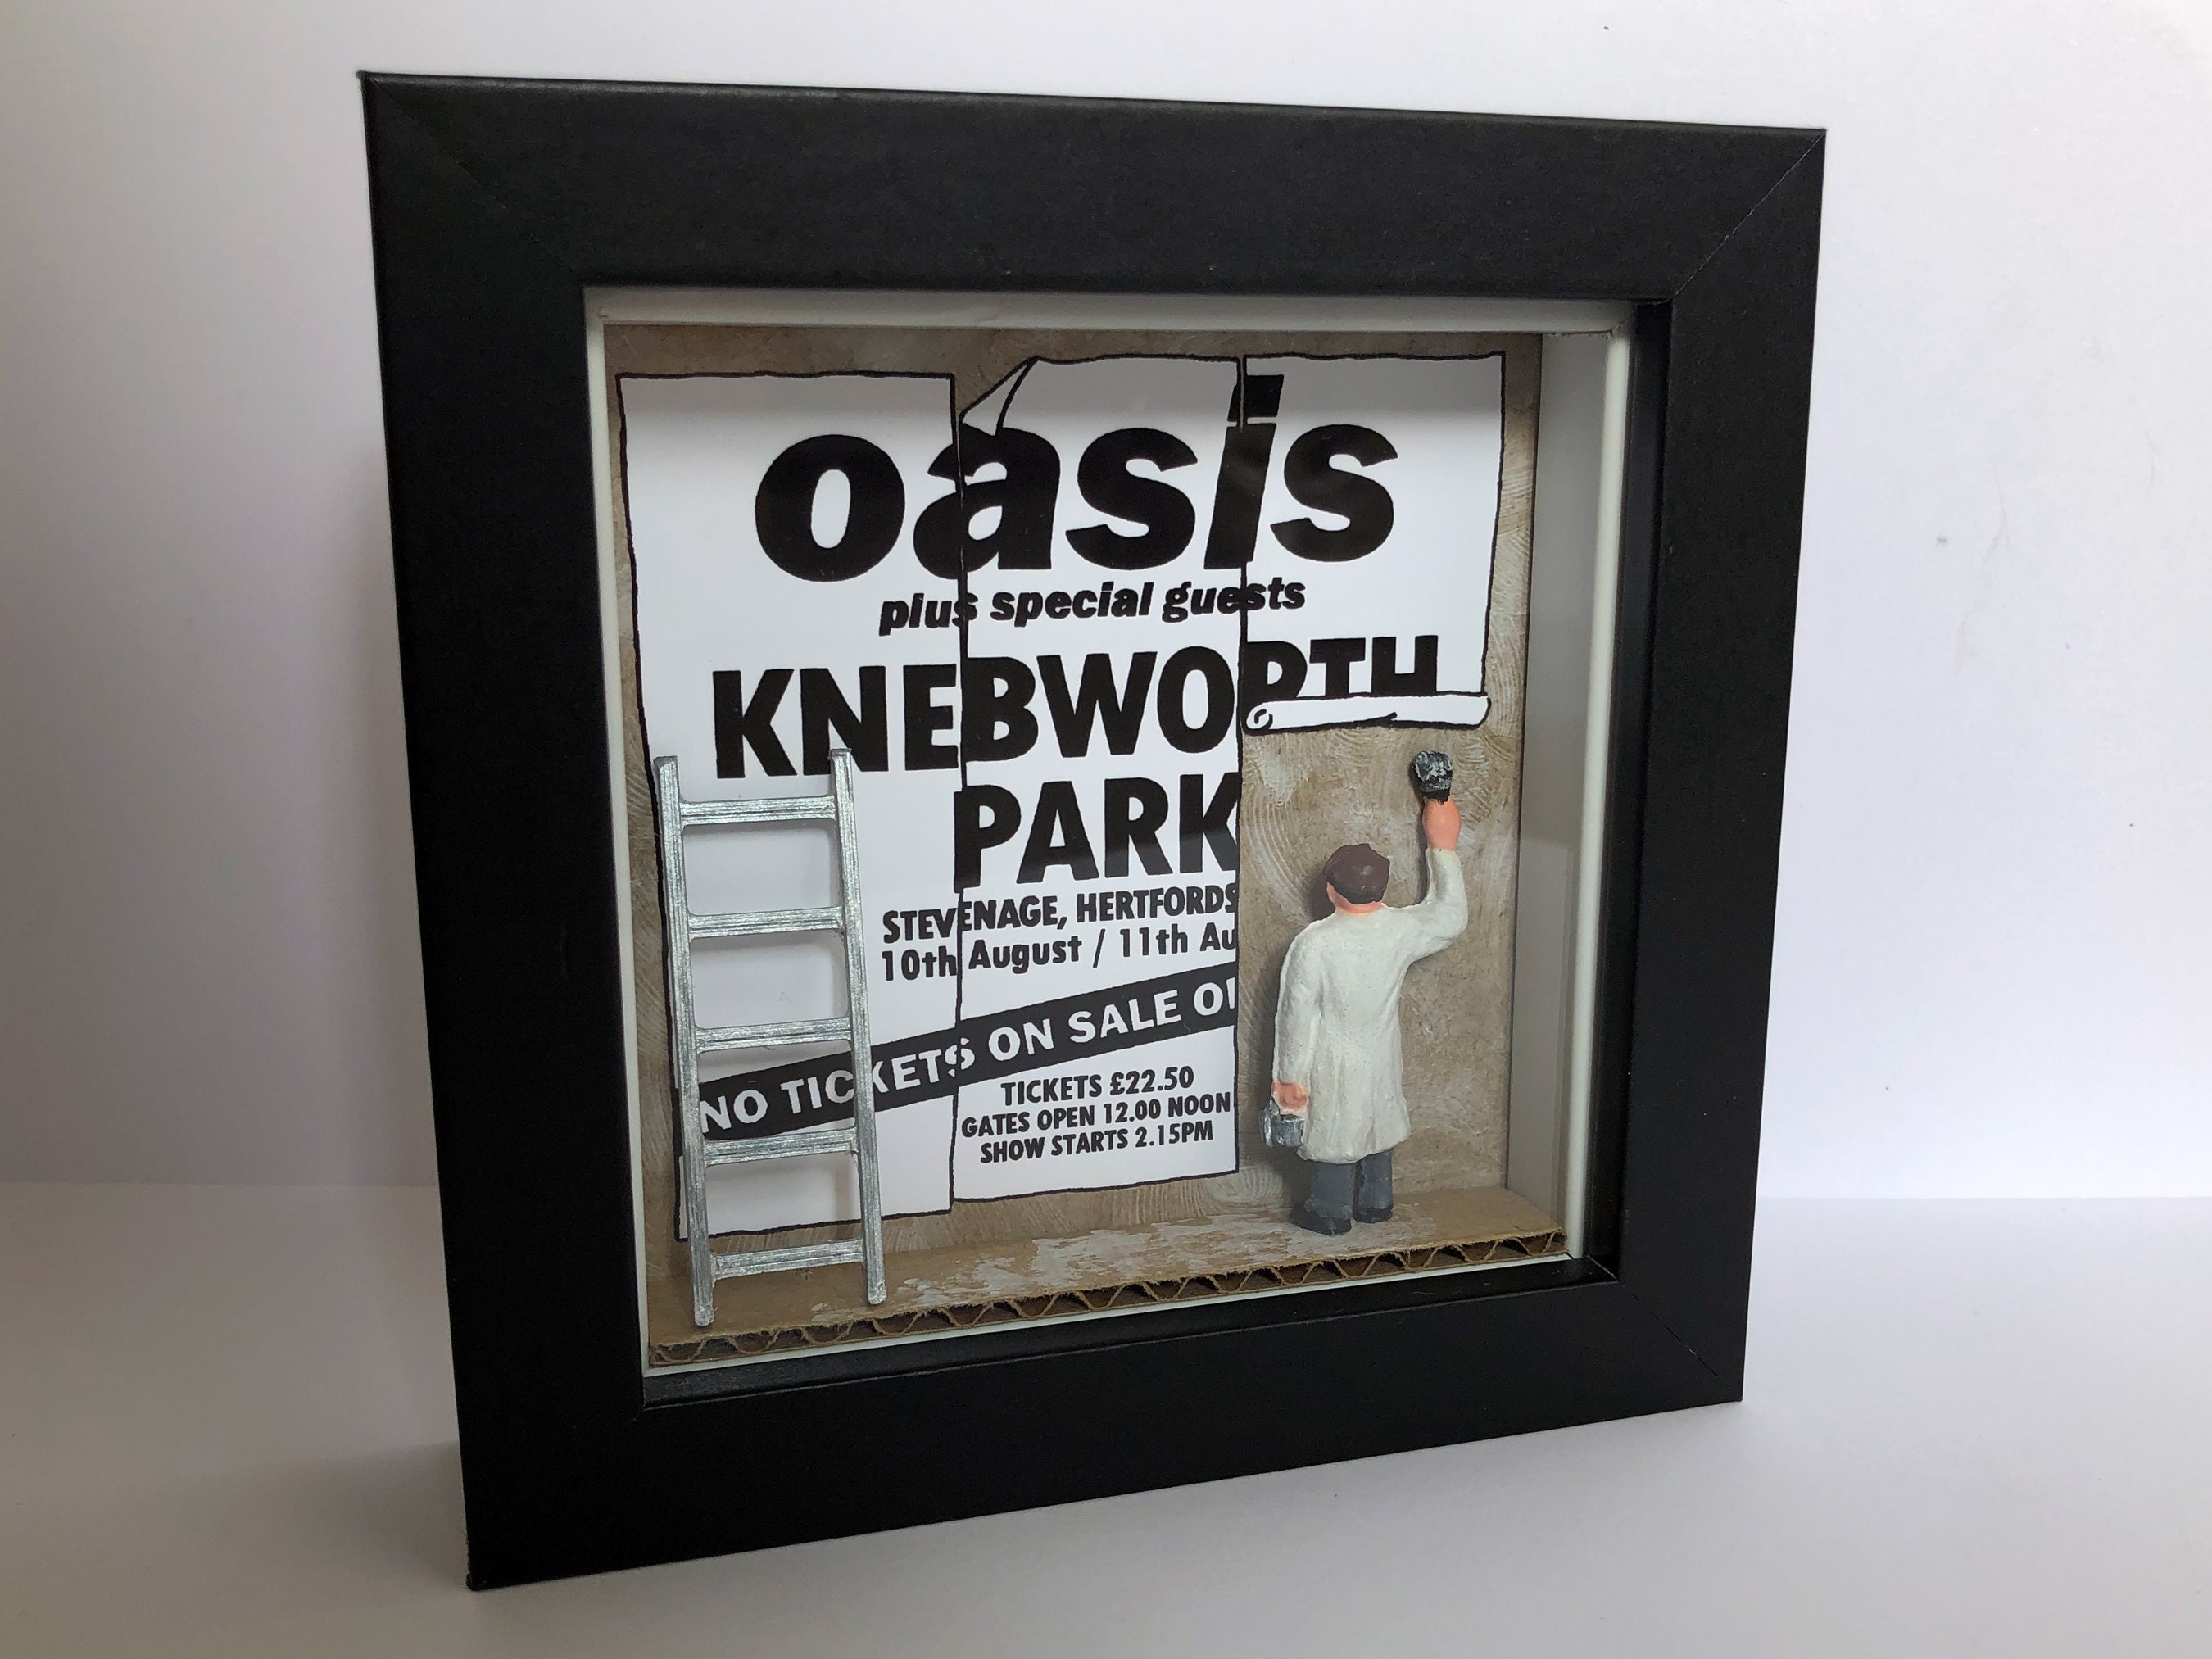 oasis
plus special guests
KNEBWORTH
PARK
STEVENAGE, HERTFORDS
10th August / 11th Au
NO TICKETS ON SALE O
TICKETS £22.50
GATES OPEN 12.00 NOON
SHOW STARTS 2.15PM